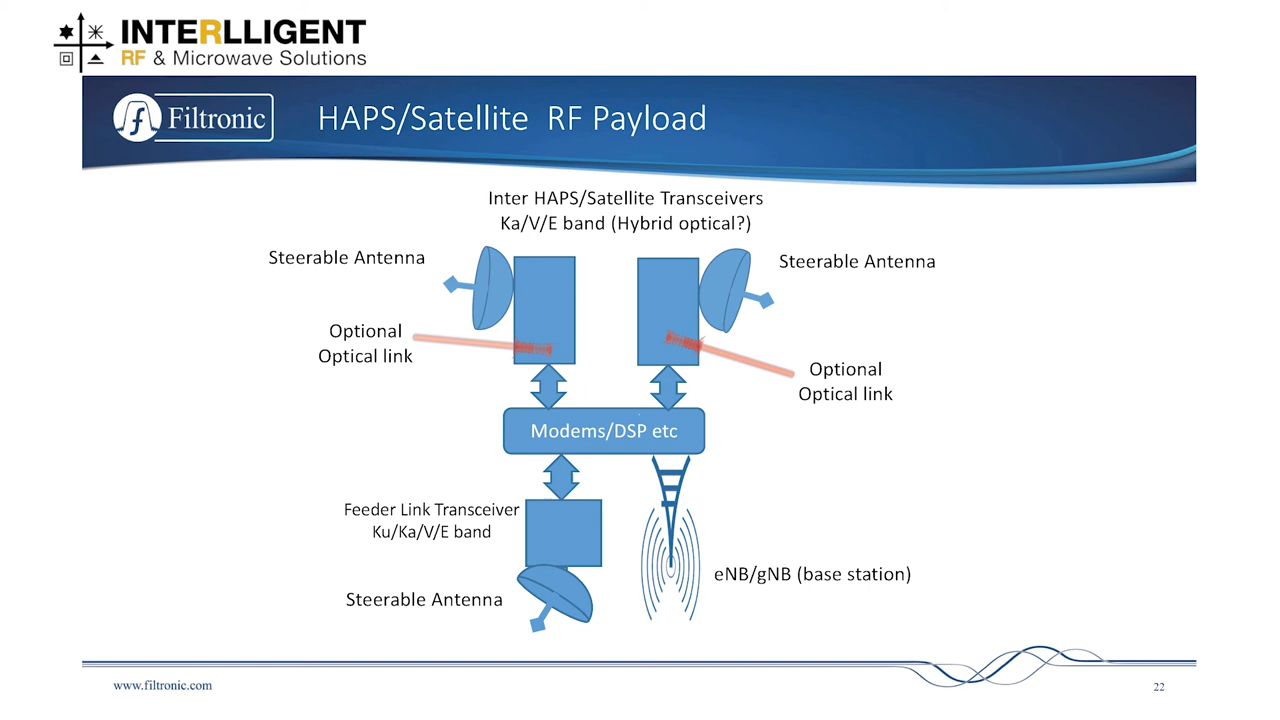 INTERLLIGENT
RF & Microwave Solutions
Filtronic
HAPS/Satellite RF Payload
Inter HAPS/Satellite Transceivers
Ka/V/E band (Hybrid optical?)
Steerable Antenna
Steerable Antenna
Optional
Optical link
Optional
Optical link
Modems/DSP etc
Feeder Link Transceiver
Ku/Ka/V/E band
eNB/gNB (base station)
Steerable Antenna
www.filtronic.com
22